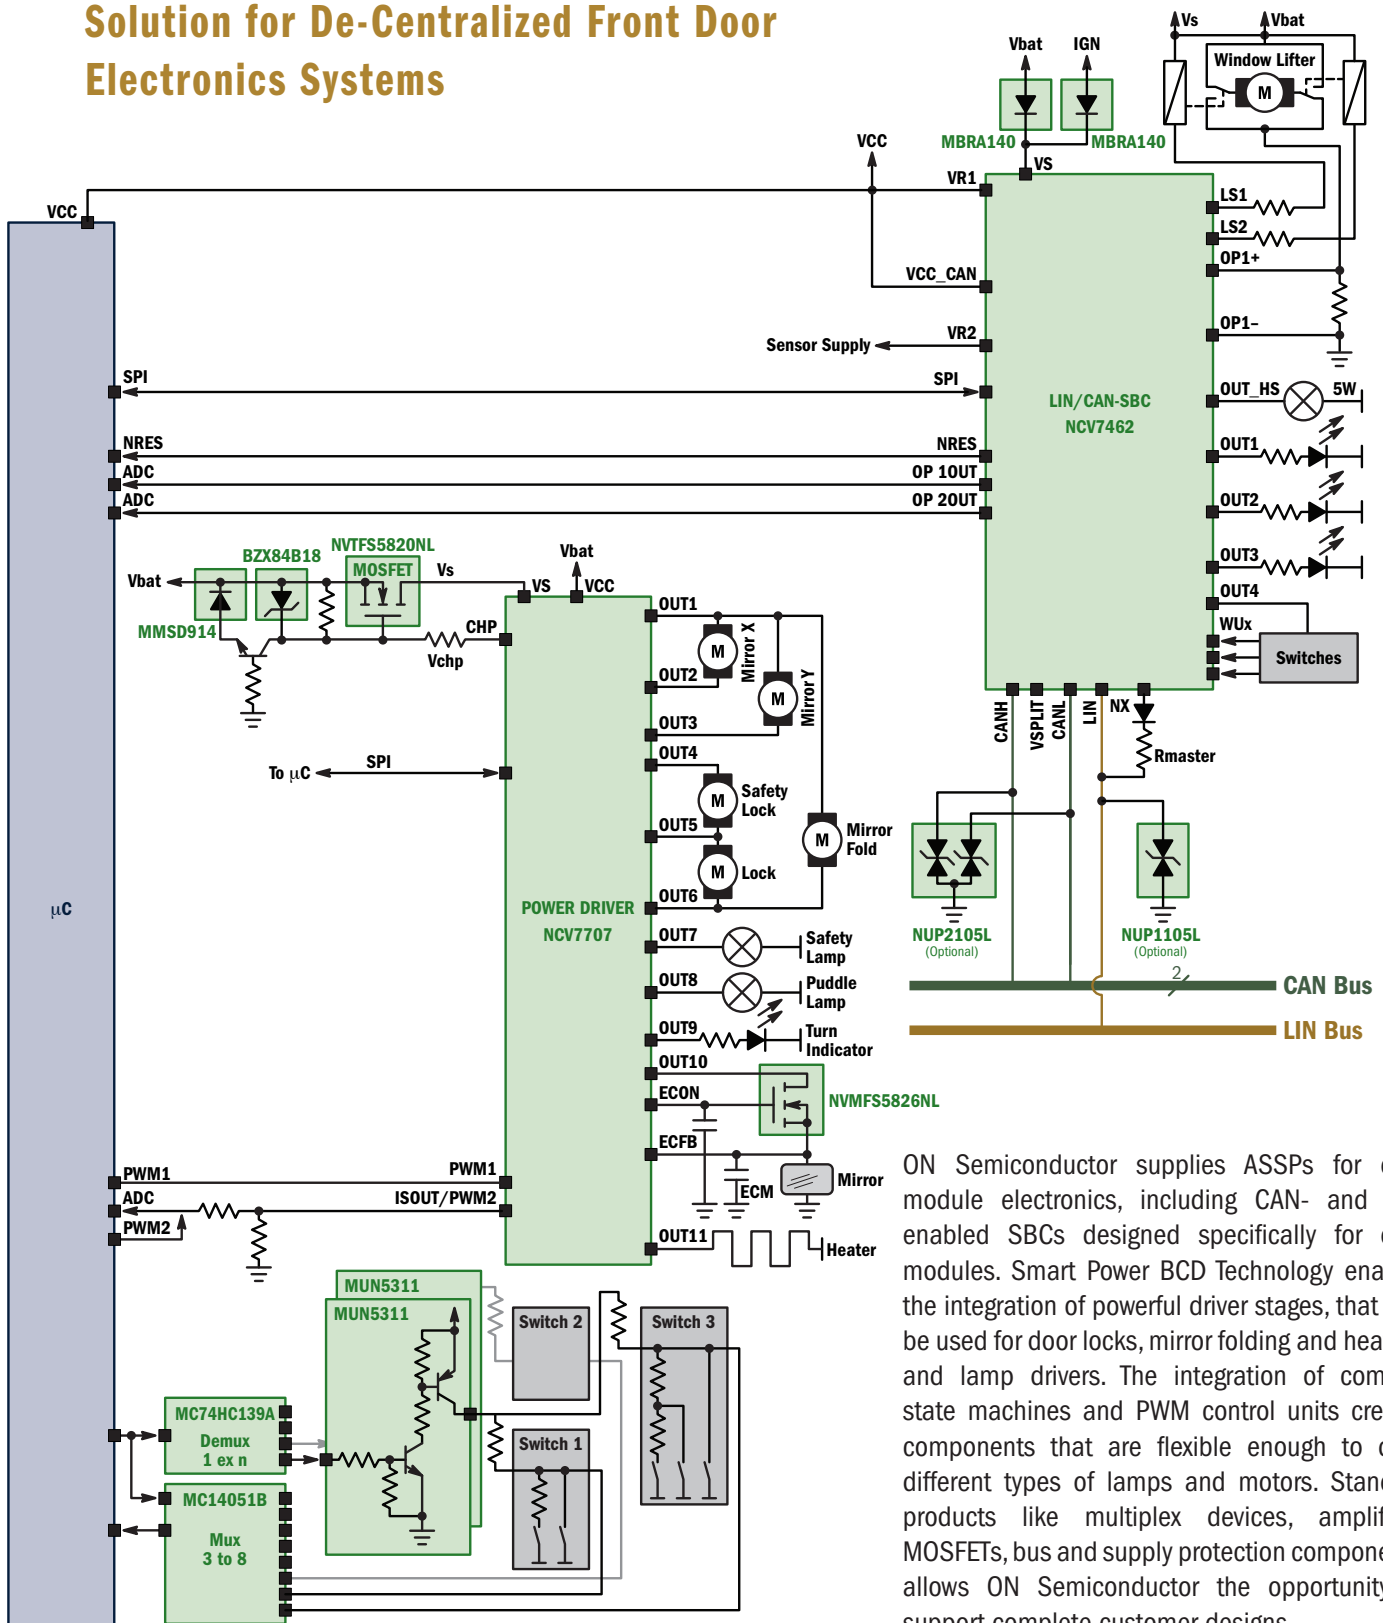 Solution for De-Centralized Front Door
Electronics Systems
Vs
Vbat
Window Lifter
M
Vbat
IGN
MBRA140
MBRA140
VCC
VS
VR1
VCC
LS1
LS2
OP1+
VCC_CAN
OP1–
VR2
Sensor Supply
SPI
SPI
LIN/CAN-SBC
NCV7462
OUT_HS
5W
NRES
NRES
OUT1
ADC
OP 1OUT
ADC
OP 2OUT
OUT2
OUT3
OUT4
WUx
Switches
NVTFS5820NL
BZX84B18
MOSFET
Vs
Vbat
Vbat
VS
VCC
MMSD914
CHP
Vchp
OUT1
Mirror X
M
OUT2
Mirror Y
M
OUT3
OUT4
To μC
SPI
M
Safety
Lock
OUT5
M
Mirror
Fold
M
Lock
OUT6
CANH
VSPLIT
CANL
LIN
NX
Rmaster
NUP2105L
(Optional)
NUP1105L
(Optional)
2
CAN Bus
LIN Bus
μC
POWER DRIVER
NCV7707
OUT7
Safety
Lamp
OUT8
Puddle
Lamp
OUT9
Turn
Indicator
OUT10
ECON
NVMFS5826NL
ECFB
ECM
Mirror
OUT11
Heater
PWM1
PWM1
ADC
ISOUT/PWM2
PWM2
MUN5311
MUN5311
Switch 2
Switch 3
Switch 1
MC74HC139A
Demux
1 ex n
MC14051B
Mux
3 to 8
ON Semiconductor supplies ASSPs for
module electronics, including CAN- and
enabled SBCs designed specifically for
modules. Smart Power BCD Technology
the integration of powerful driver stages, that
be used for door locks, mirror folding and
and lamp drivers. The integration of
state machines and PWM control units
components that are flexible enough to
different types of lamps and motors.
products like multiplex devices,
MOSFETs, bus and supply protection
allows ON Semiconductor the opportunity
support complete customer designs